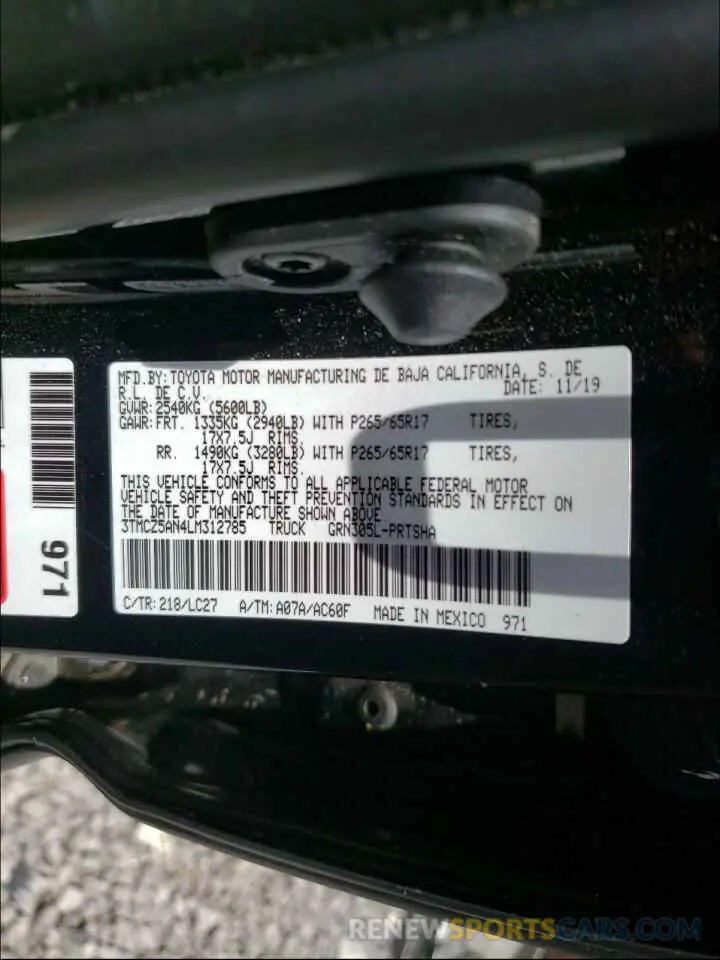 MFD.BY:TOYOTA MOTOR MANUFACTURING DE BAJA CALIFORNIA, S. DE
R.L. DE C.V. DATE: 11/19
GVWR:2540KG (5600LB)
GAWR:FRT. 1335KG (2940LB) WITH P265/65R17 TIRES,
17X7.5J RIMS.
RR. 1490KG (3280LB) WITH P265/65R17 TIRES,
17X7.5J RIMS.
THIS VEHICLE CONFORMS TO ALL APPLICABLE FEDERAL MOTOR
VEHICLE SAFETY AND THEFT PREVENTION STANDARDS IN EFFECT ON
THE DATE OF MANUFACTURE SHOWN ABOVE
3TMCZ5AN4LM312785 TRUCK GRN305L-PRTSHA
C/TR:218/LC27 A/TM:A07A/AC60F MADE IN MEXICO 971
971
RENEWSPORTSCARS.COM